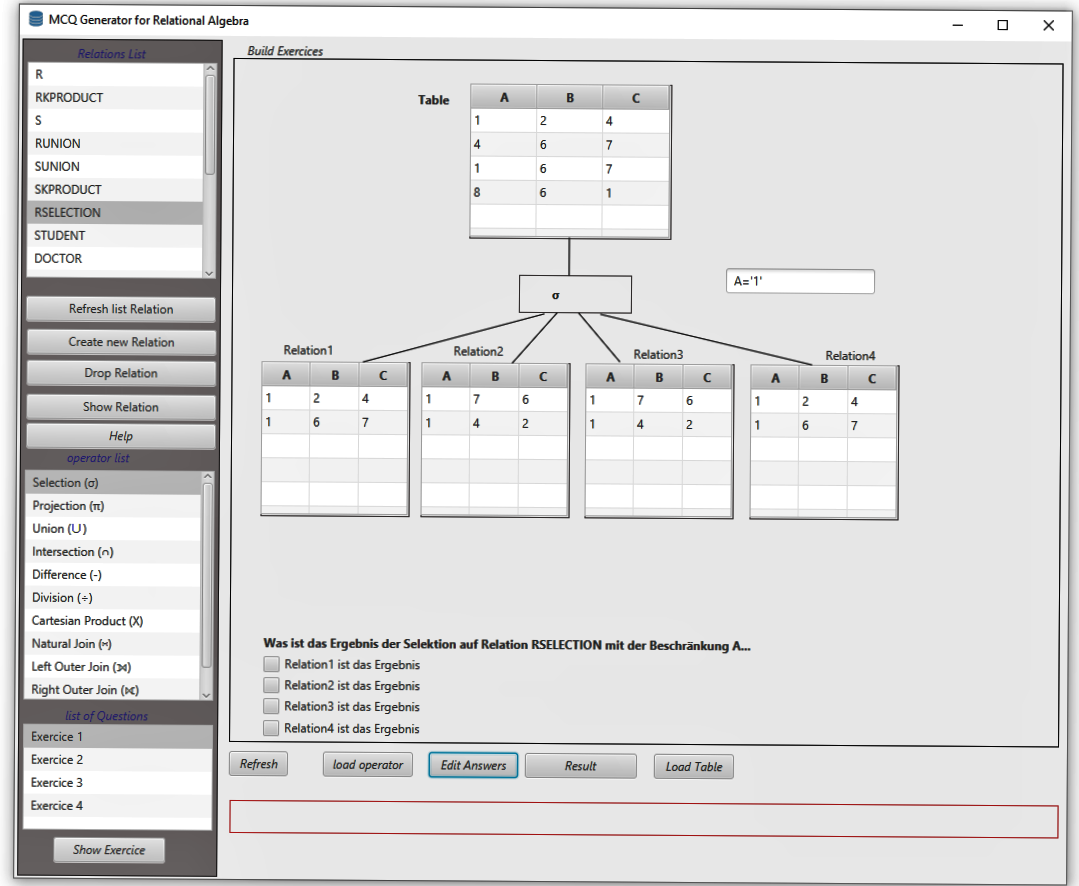 MCQ Generator for Relational Algebra
Relations List
R
RKPRODUCT
S
RUNION
SUNION
SKPRODUCT
RSELECTION
STUDENT
DOCTOR
Refresh list Relation
Create new Relation
Drop Relation
Show Relation
Help
operator list
Selection (σ)
Projection (π)
Union (∪)
Intersection (∩)
Difference (-)
Division (÷)
Cartesian Product (X)
Natural Join (⋈)
Left Outer Join (⟕)
Right Outer Join (⟖)
list of Questions
Exercice 1
Exercice 2
Exercice 3
Exercice 4
Show Exercice
Build Exercices
Table
A B C
1 2 4
4 6 7
1 6 7
8 6 1
σ
A='1'
Relation1
A B C
1 2 4
1 6 7
Relation2
A B C
1 7 6
1 4 2
Relation3
A B C
1 7 6
1 4 2
Relation4
A B C
1 2 4
1 6 7
Was ist das Ergebnis der Selektion auf Relation RSELECTION mit der Beschränkung A...
Relation1 ist das Ergebnis
Relation2 ist das Ergebnis
Relation3 ist das Ergebnis
Relation4 ist das Ergebnis
Refresh load operator Edit Answers Result Load Table